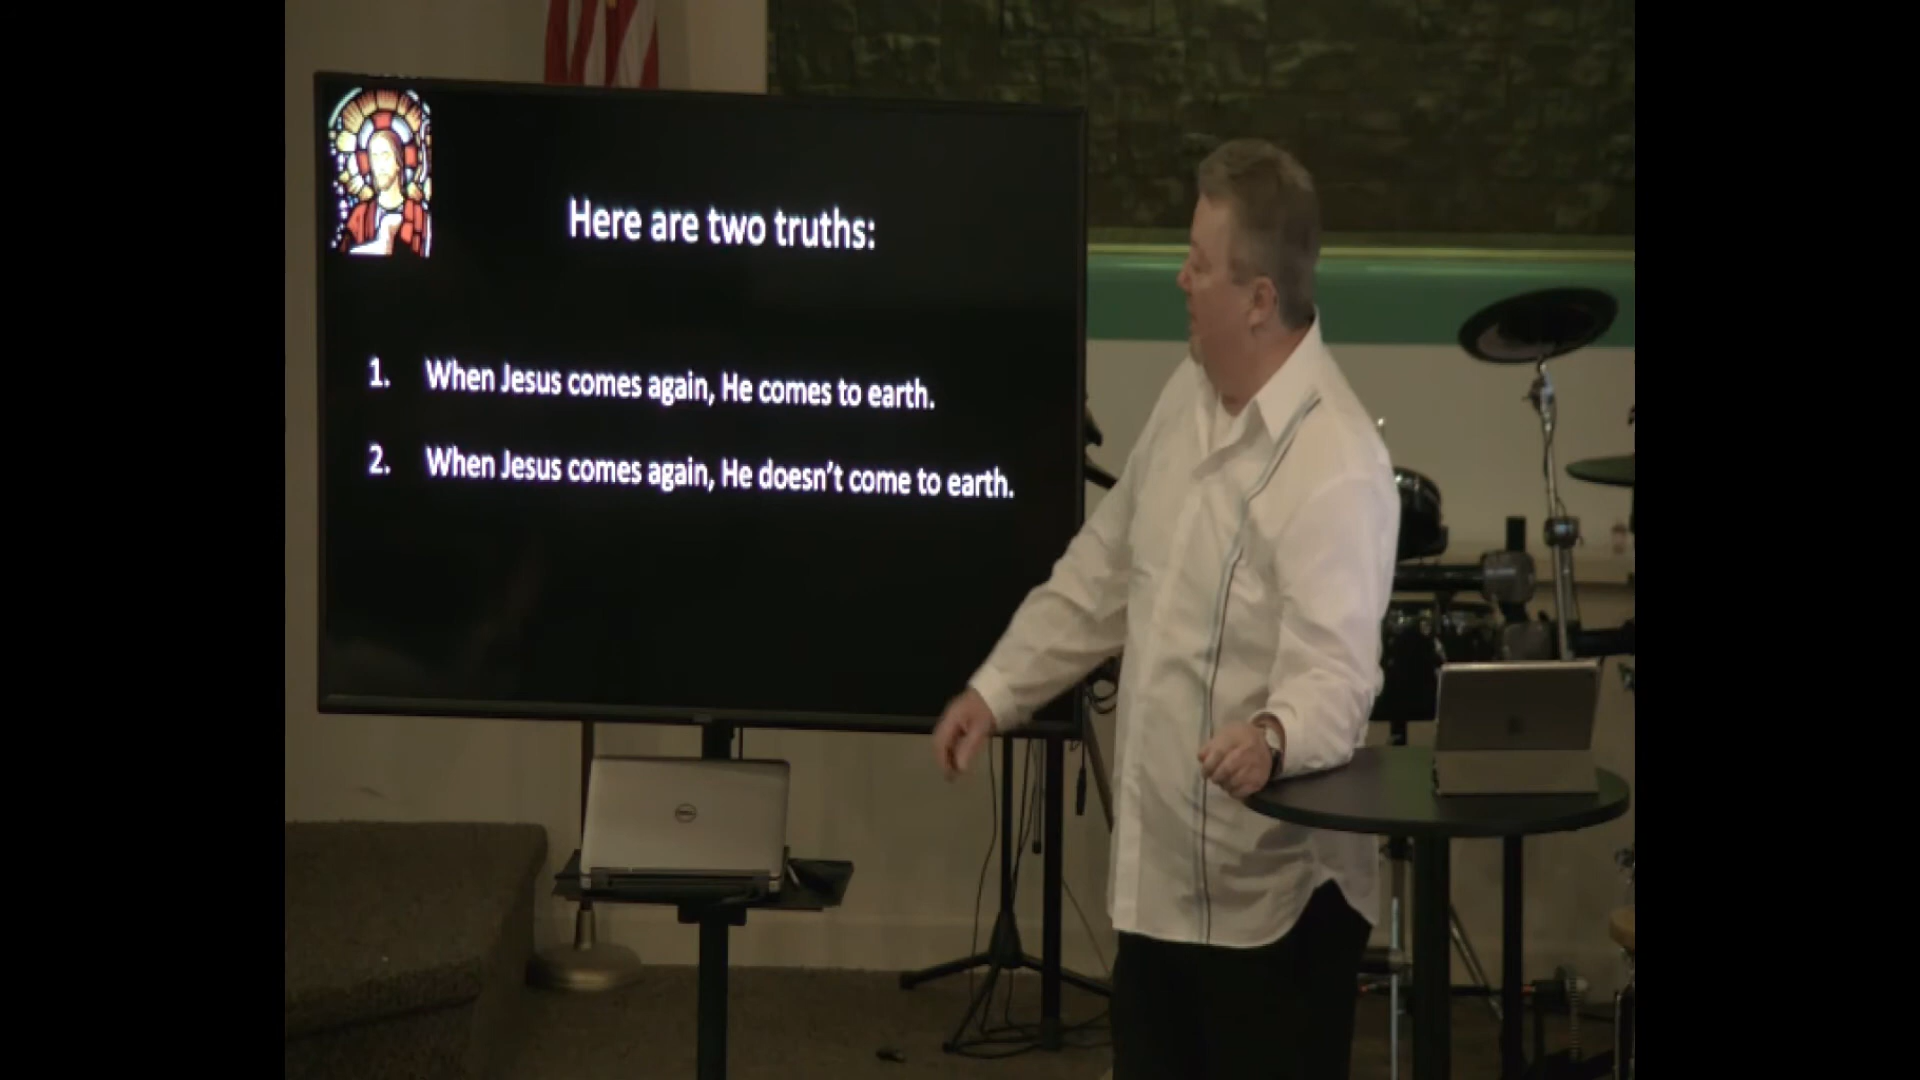 Here are two truths:
1. When Jesus comes again, He comes to earth.
2. When Jesus comes again, He doesn't come to earth.
DELL